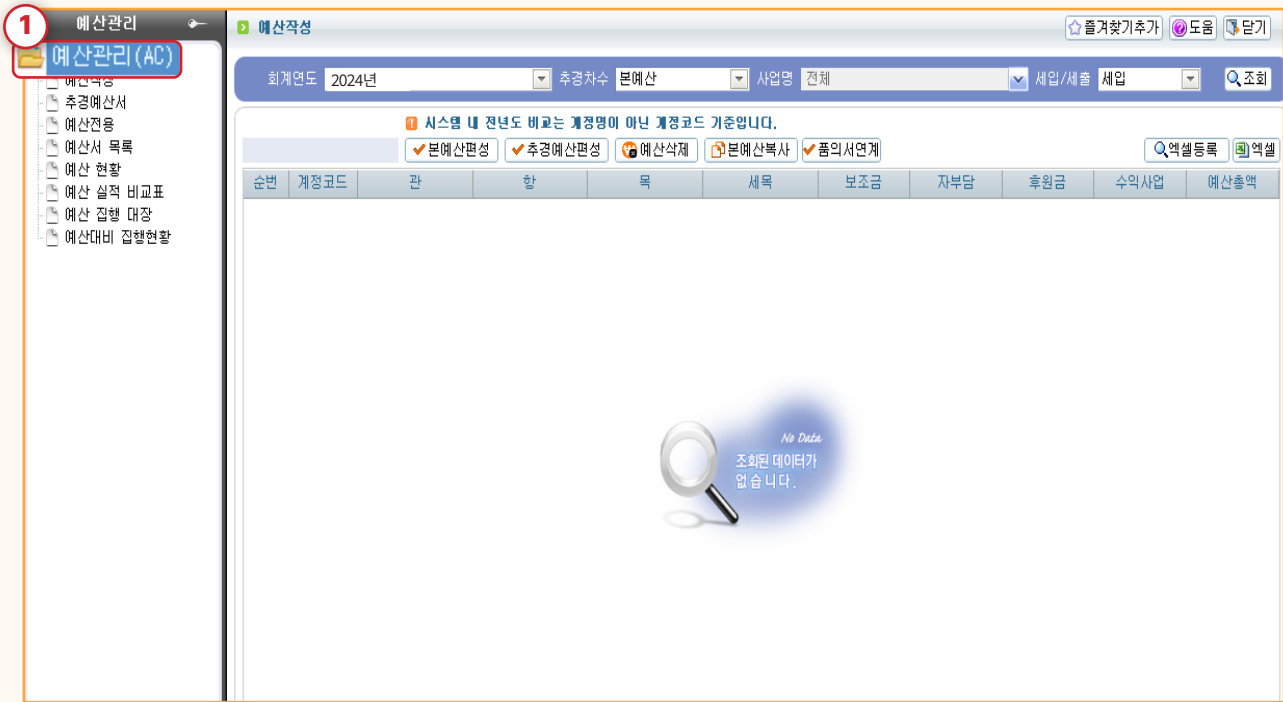 1
예산관리
예산관리(AC)
예산작성
추경예산서
예산전용
예산서 목록
예산 현황
예산 실적 비교표
예산 집행 대장
예산대비 집행현황
예산작성
즐겨찾기추가 도움 닫기
회계연도 2024년 추경차수 본예산 사업명 전체 세입/세출 세입 조회
시스템 내 전년도 비교는 계정명이 아닌 계정코드 기준입니다.
본예산편성 추경예산편성 예산삭제 본예산복사 품의서연계 엑셀등록 엑셀
순번 계정코드 관 항 목 세목 보조금 자부담 후원금 수익사업 예산총액
No Data
조회된 데이터가
없습니다.